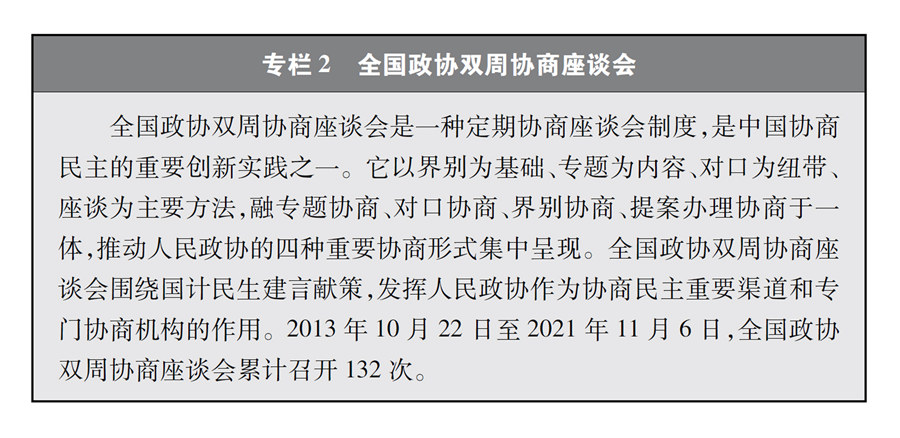 专栏 2　全国政协双周协商座谈会
全国政协双周协商座谈会是一种定期协商座谈会制度,是中国协商
民主的重要创新实践之一。它以界别为基础、专题为内容、对口为纽带、
座谈为主要方法,融专题协商、对口协商、界别协商、提案办理协商于一
体,推动人民政协的四种重要协商形式集中呈现。全国政协双周协商座
谈会围绕国计民生建言献策,发挥人民政协作为协商民主重要渠道和专
门协商机构的作用。2013 年 10 月 22 日至 2021 年 11 月 6 日,全国政协
双周协商座谈会累计召开 132 次。